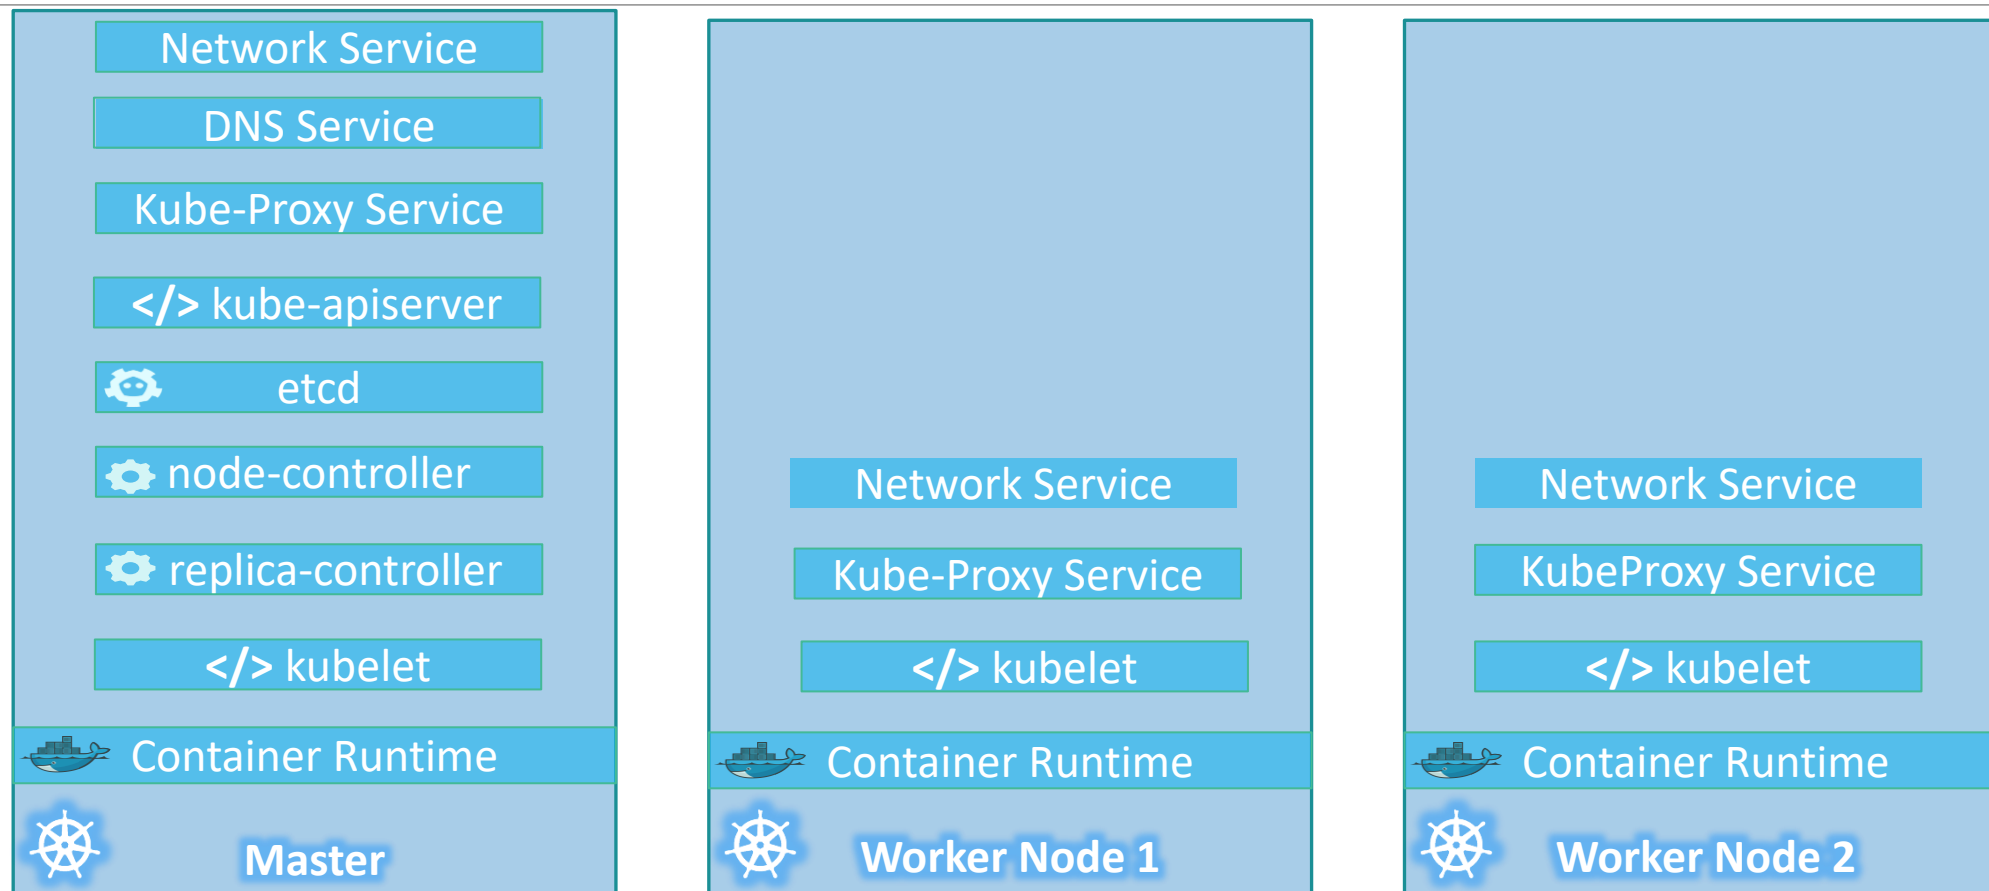 Network Service
DNS Service
Kube-Proxy Service
</> kube-apiserver
etcd
node-controller
replica-controller
</> kubelet
Container Runtime
Master
Network Service
Kube-Proxy Service
</> kubelet
Container Runtime
Worker Node 1
Network Service
KubeProxy Service
</> kubelet
Container Runtime
Worker Node 2